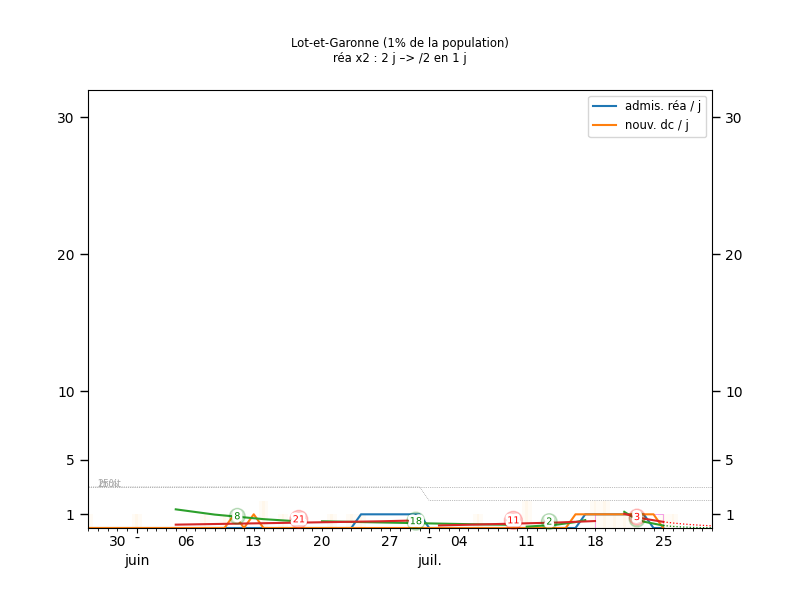 Lot-et-Garonne (1% de la population)
réa x2 : 2 j –> /2 en 1 j
admis. réa / j
nouv. dc / j
30 30
20 20
10 10
5 5
1 1
8 21 18 11 2 3
30 - 06 13 20 27 - 04 11 18 25
juin juil.